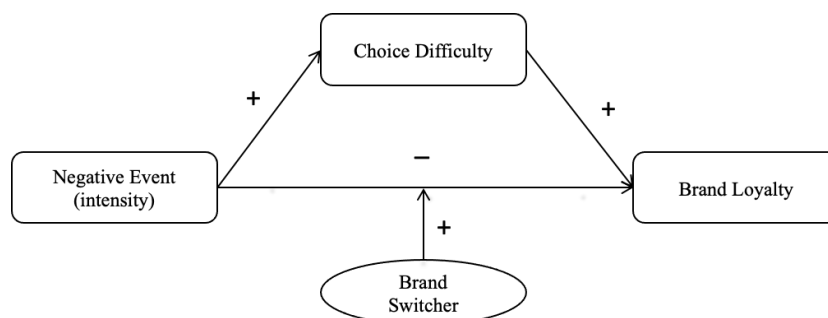 Choice Difficulty
+
+
−
Negative Event
(intensity)
Brand Loyalty
+
Brand
Switcher